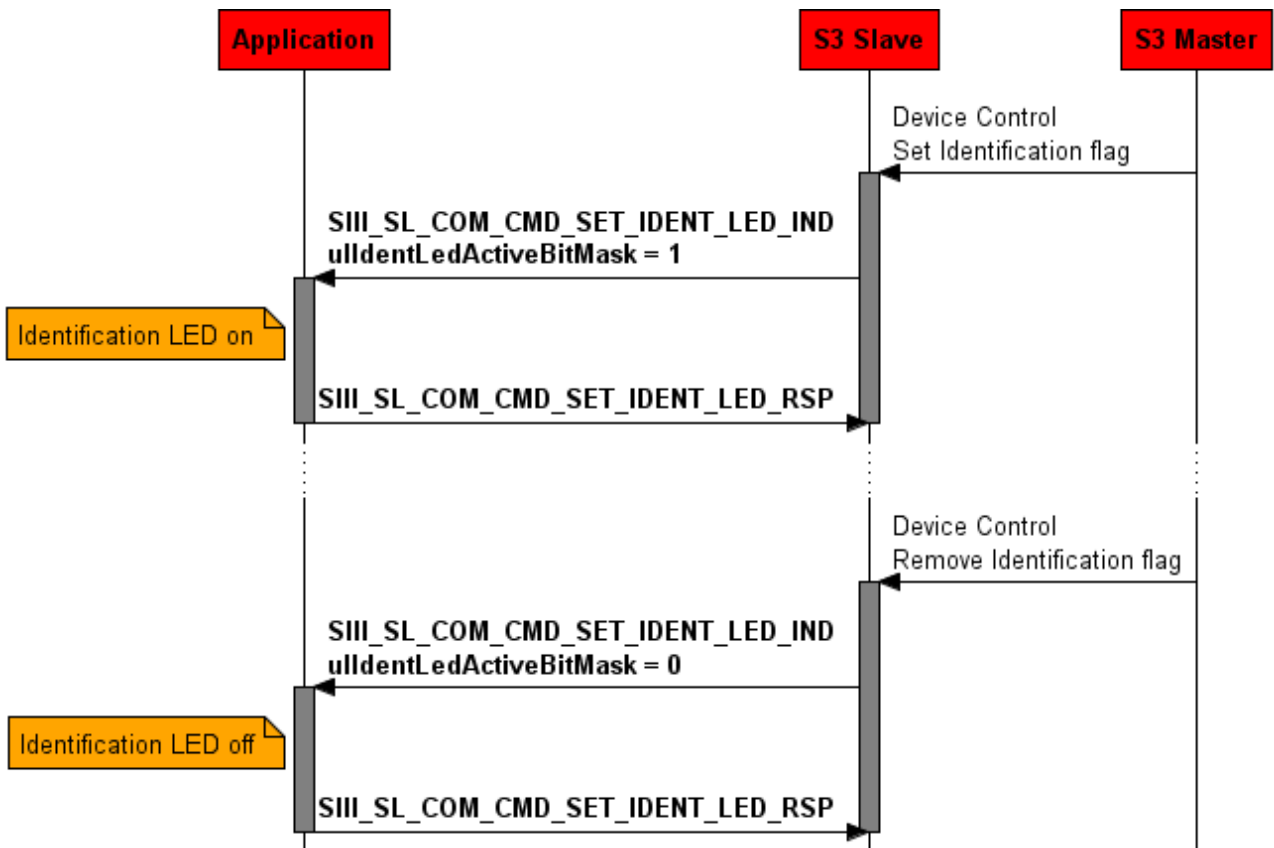 Application
S3 Slave
S3 Master
Device Control
Set Identification flag
SIII_SL_COM_CMD_SET_IDENT_LED_IND
ulIdentLedActiveBitMask = 1
Identification LED on
SIII_SL_COM_CMD_SET_IDENT_LED_RSP
Device Control
Remove Identification flag
SIII_SL_COM_CMD_SET_IDENT_LED_IND
ulIdentLedActiveBitMask = 0
Identification LED off
SIII_SL_COM_CMD_SET_IDENT_LED_RSP